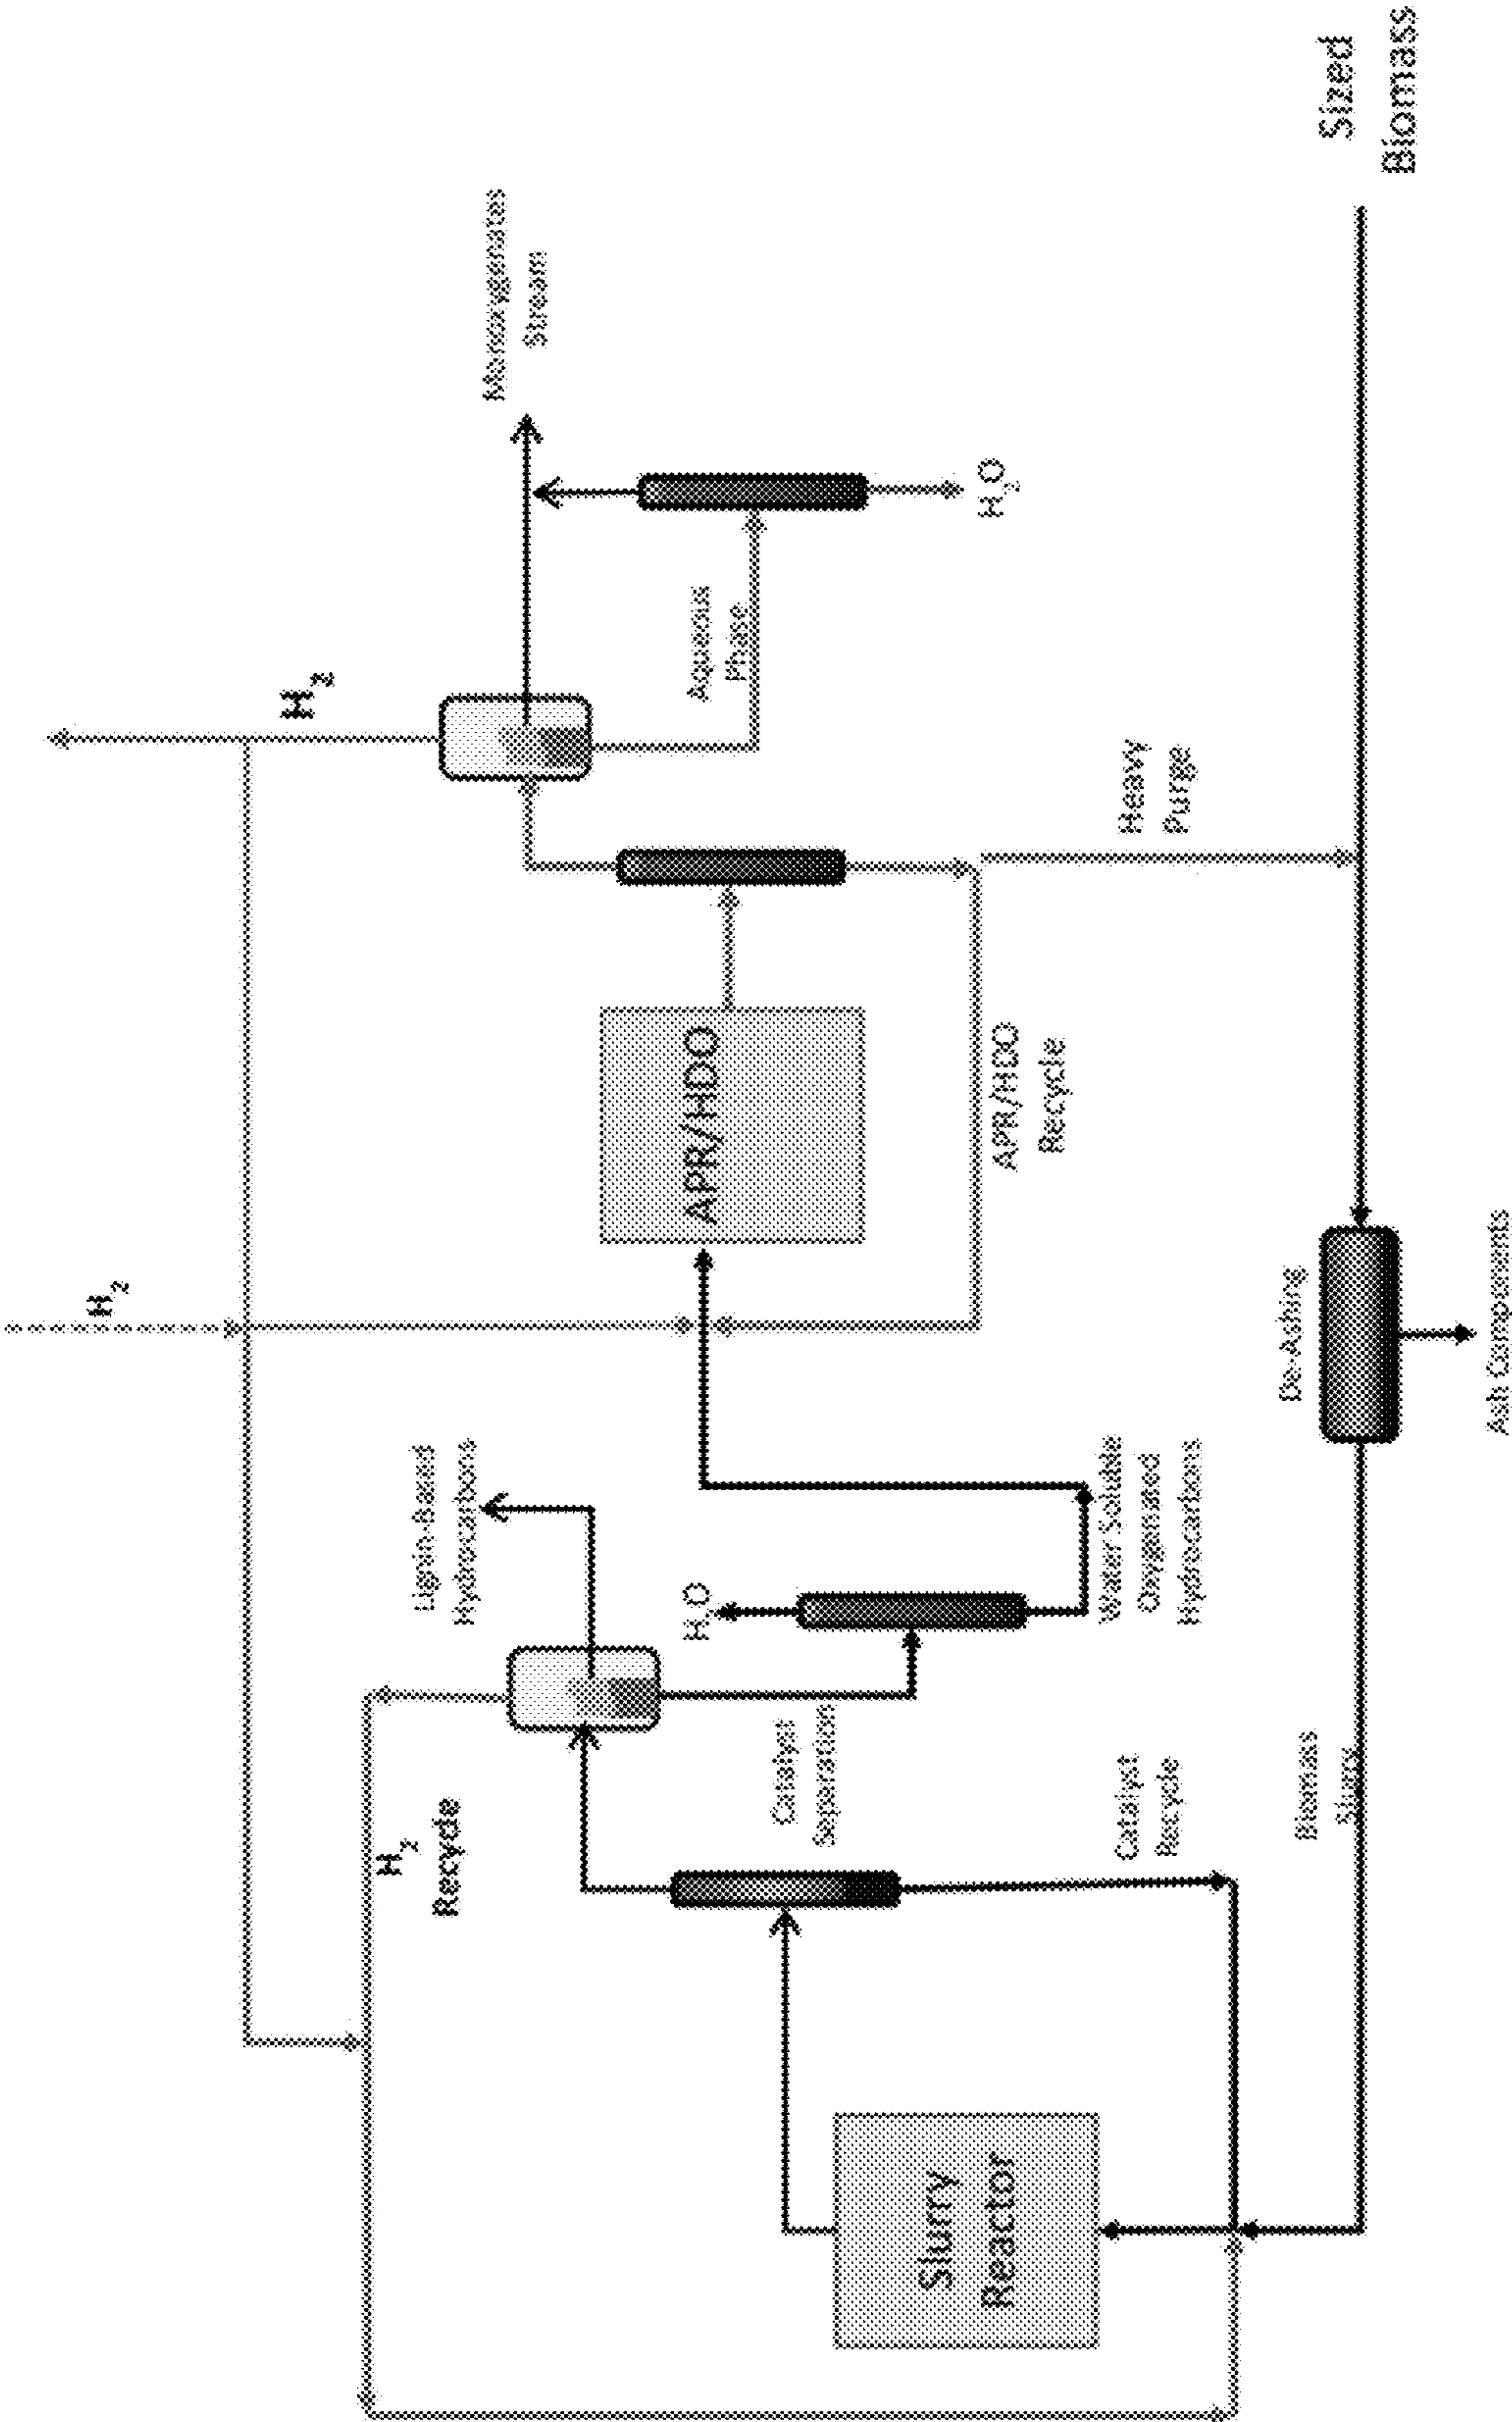 H2
H2
Monoxygenates
Stream
Lignin-Based
Hydrocarbons
H2
Recycle
H2O
Aqueous
Phase
APR/HDO
Catalyst
Separation
Slurry
Reactor
H2O
APR/HDO
Recycle
Heavy
Purge
Water Soluble
Oxygenated
Hydrocarbons
Catalyst
Recycle
De-Ashing
Biomass
Slurry
Sized
Biomass
Ash Components